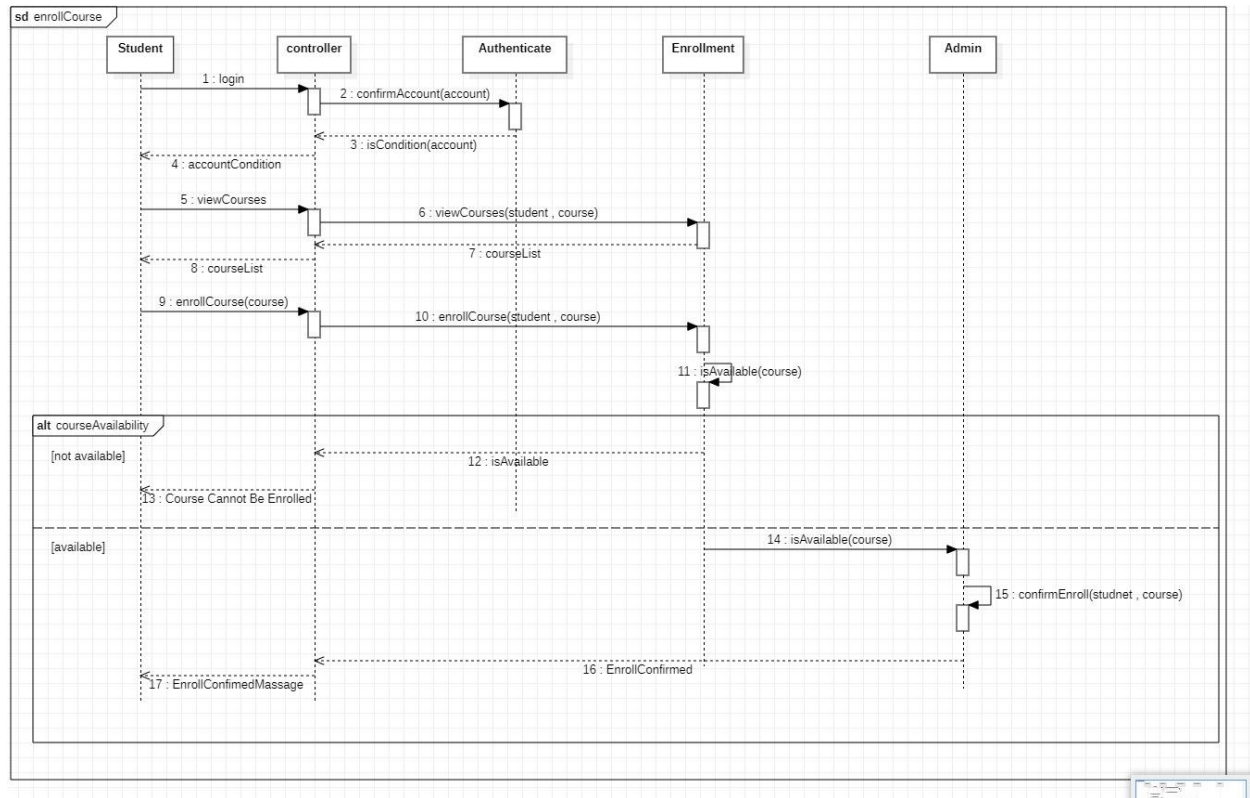 sd enrollCourse
Student
controller
Authenticate
Enrollment
Admin
1 : login
2 : confirmAccount(account)
3 : isCondition(account)
4 : accountCondition
5 : viewCourses
6 : viewCourses(student , course)
7 : courseList
8 : courseList
9 : enrollCourse(course)
10 : enrollCourse(student , course)
11 : isAvailable(course)
alt courseAvailability
[not available]
12 : isAvailable
13 : Course Cannot Be Enrolled
[available]
14 : isAvailable(course)
15 : confirmEnroll(studnet , course)
16 : EnrollConfirmed
17 : EnrollConfimedMassage